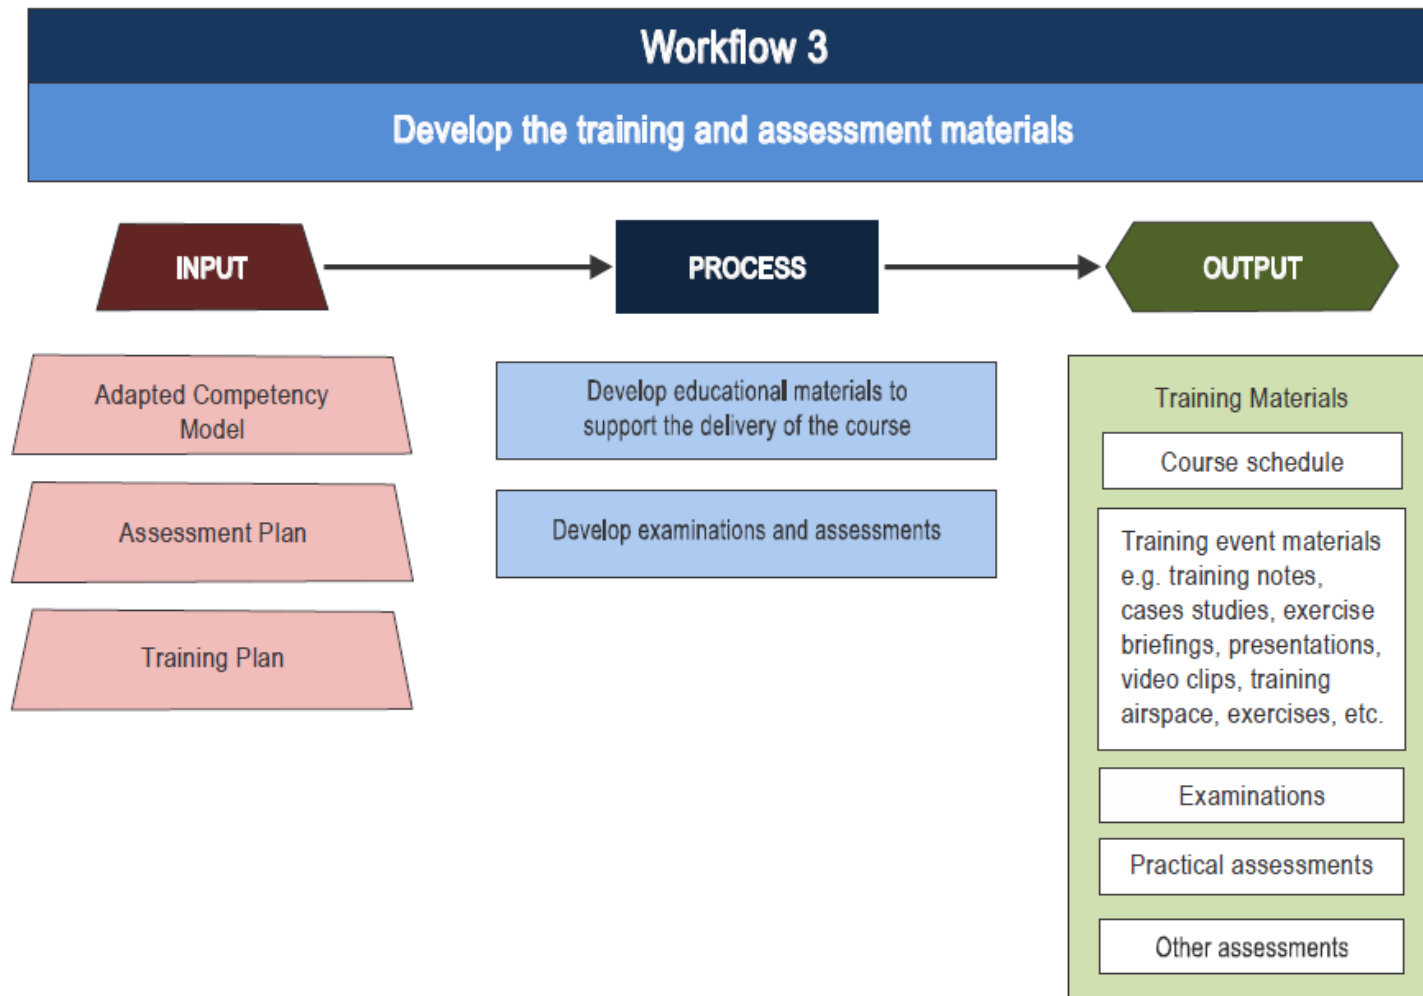 Workflow 3
Develop the training and assessment materials
INPUT
PROCESS
OUTPUT
Adapted Competency
Model
Assessment Plan
Training Plan
Develop educational materials to
support the delivery of the course
Develop examinations and assessments
Training Materials
Course schedule
Training event materials
e.g. training notes,
cases studies, exercise
briefings, presentations,
video clips, training
airspace, exercises, etc.
Examinations
Practical assessments
Other assessments